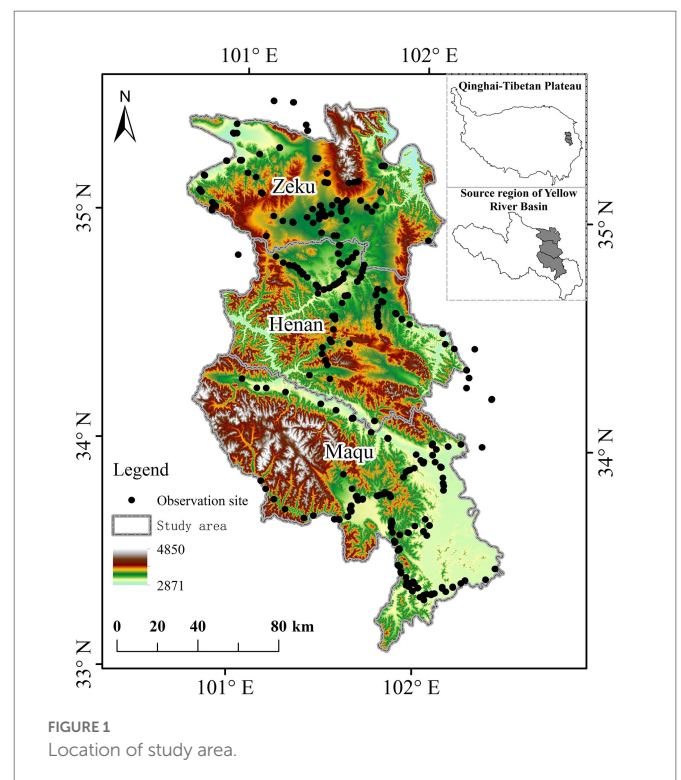 101° E 102° E
N
Qinghai-Tibetan Plateau
Source region of Yellow
River Basin
35° N
35° N
Zeku
Henan
34° N
34° N
Maqu
Legend
Observation site
Study area
4850
2871
0 20 40 80 km
33° N
101° E 102° E
FIGURE 1
Location of study area.